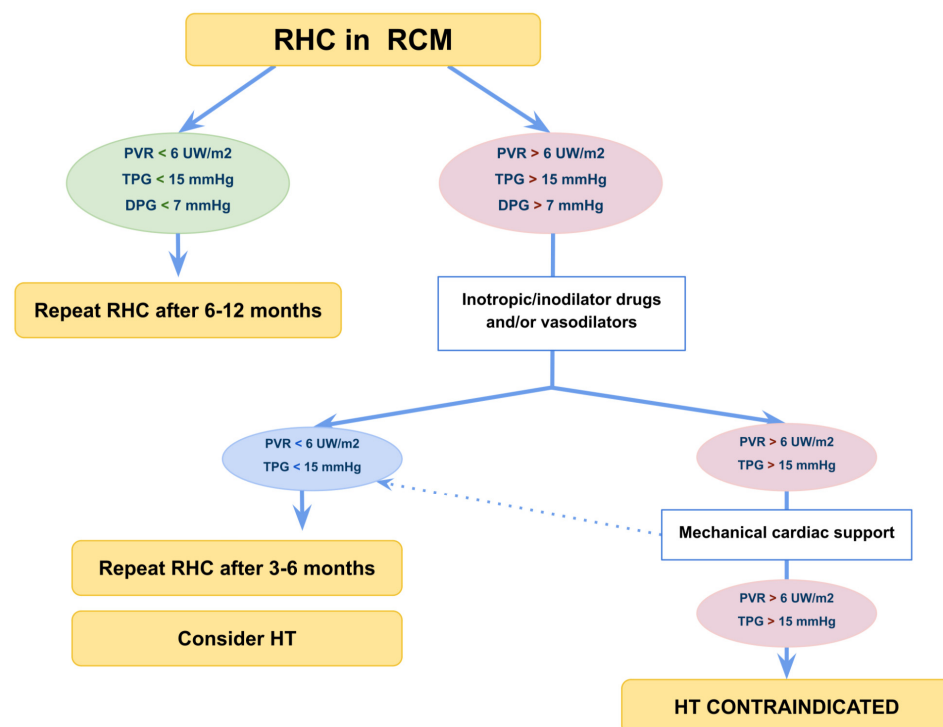 RHC in RCM
PVR < 6 UW/m2
TPG < 15 mmHg
DPG < 7 mmHg
PVR > 6 UW/m2
TPG > 15 mmHg
DPG > 7 mmHg
Repeat RHC after 6-12 months
Inotropic/inodilator drugs
and/or vasodilators
PVR < 6 UW/m2
TPG < 15 mmHg
PVR > 6 UW/m2
TPG > 15 mmHg
Mechanical cardiac support
Repeat RHC after 3-6 months
PVR > 6 UW/m2
TPG > 15 mmHg
Consider HT
HT CONTRAINDICATED